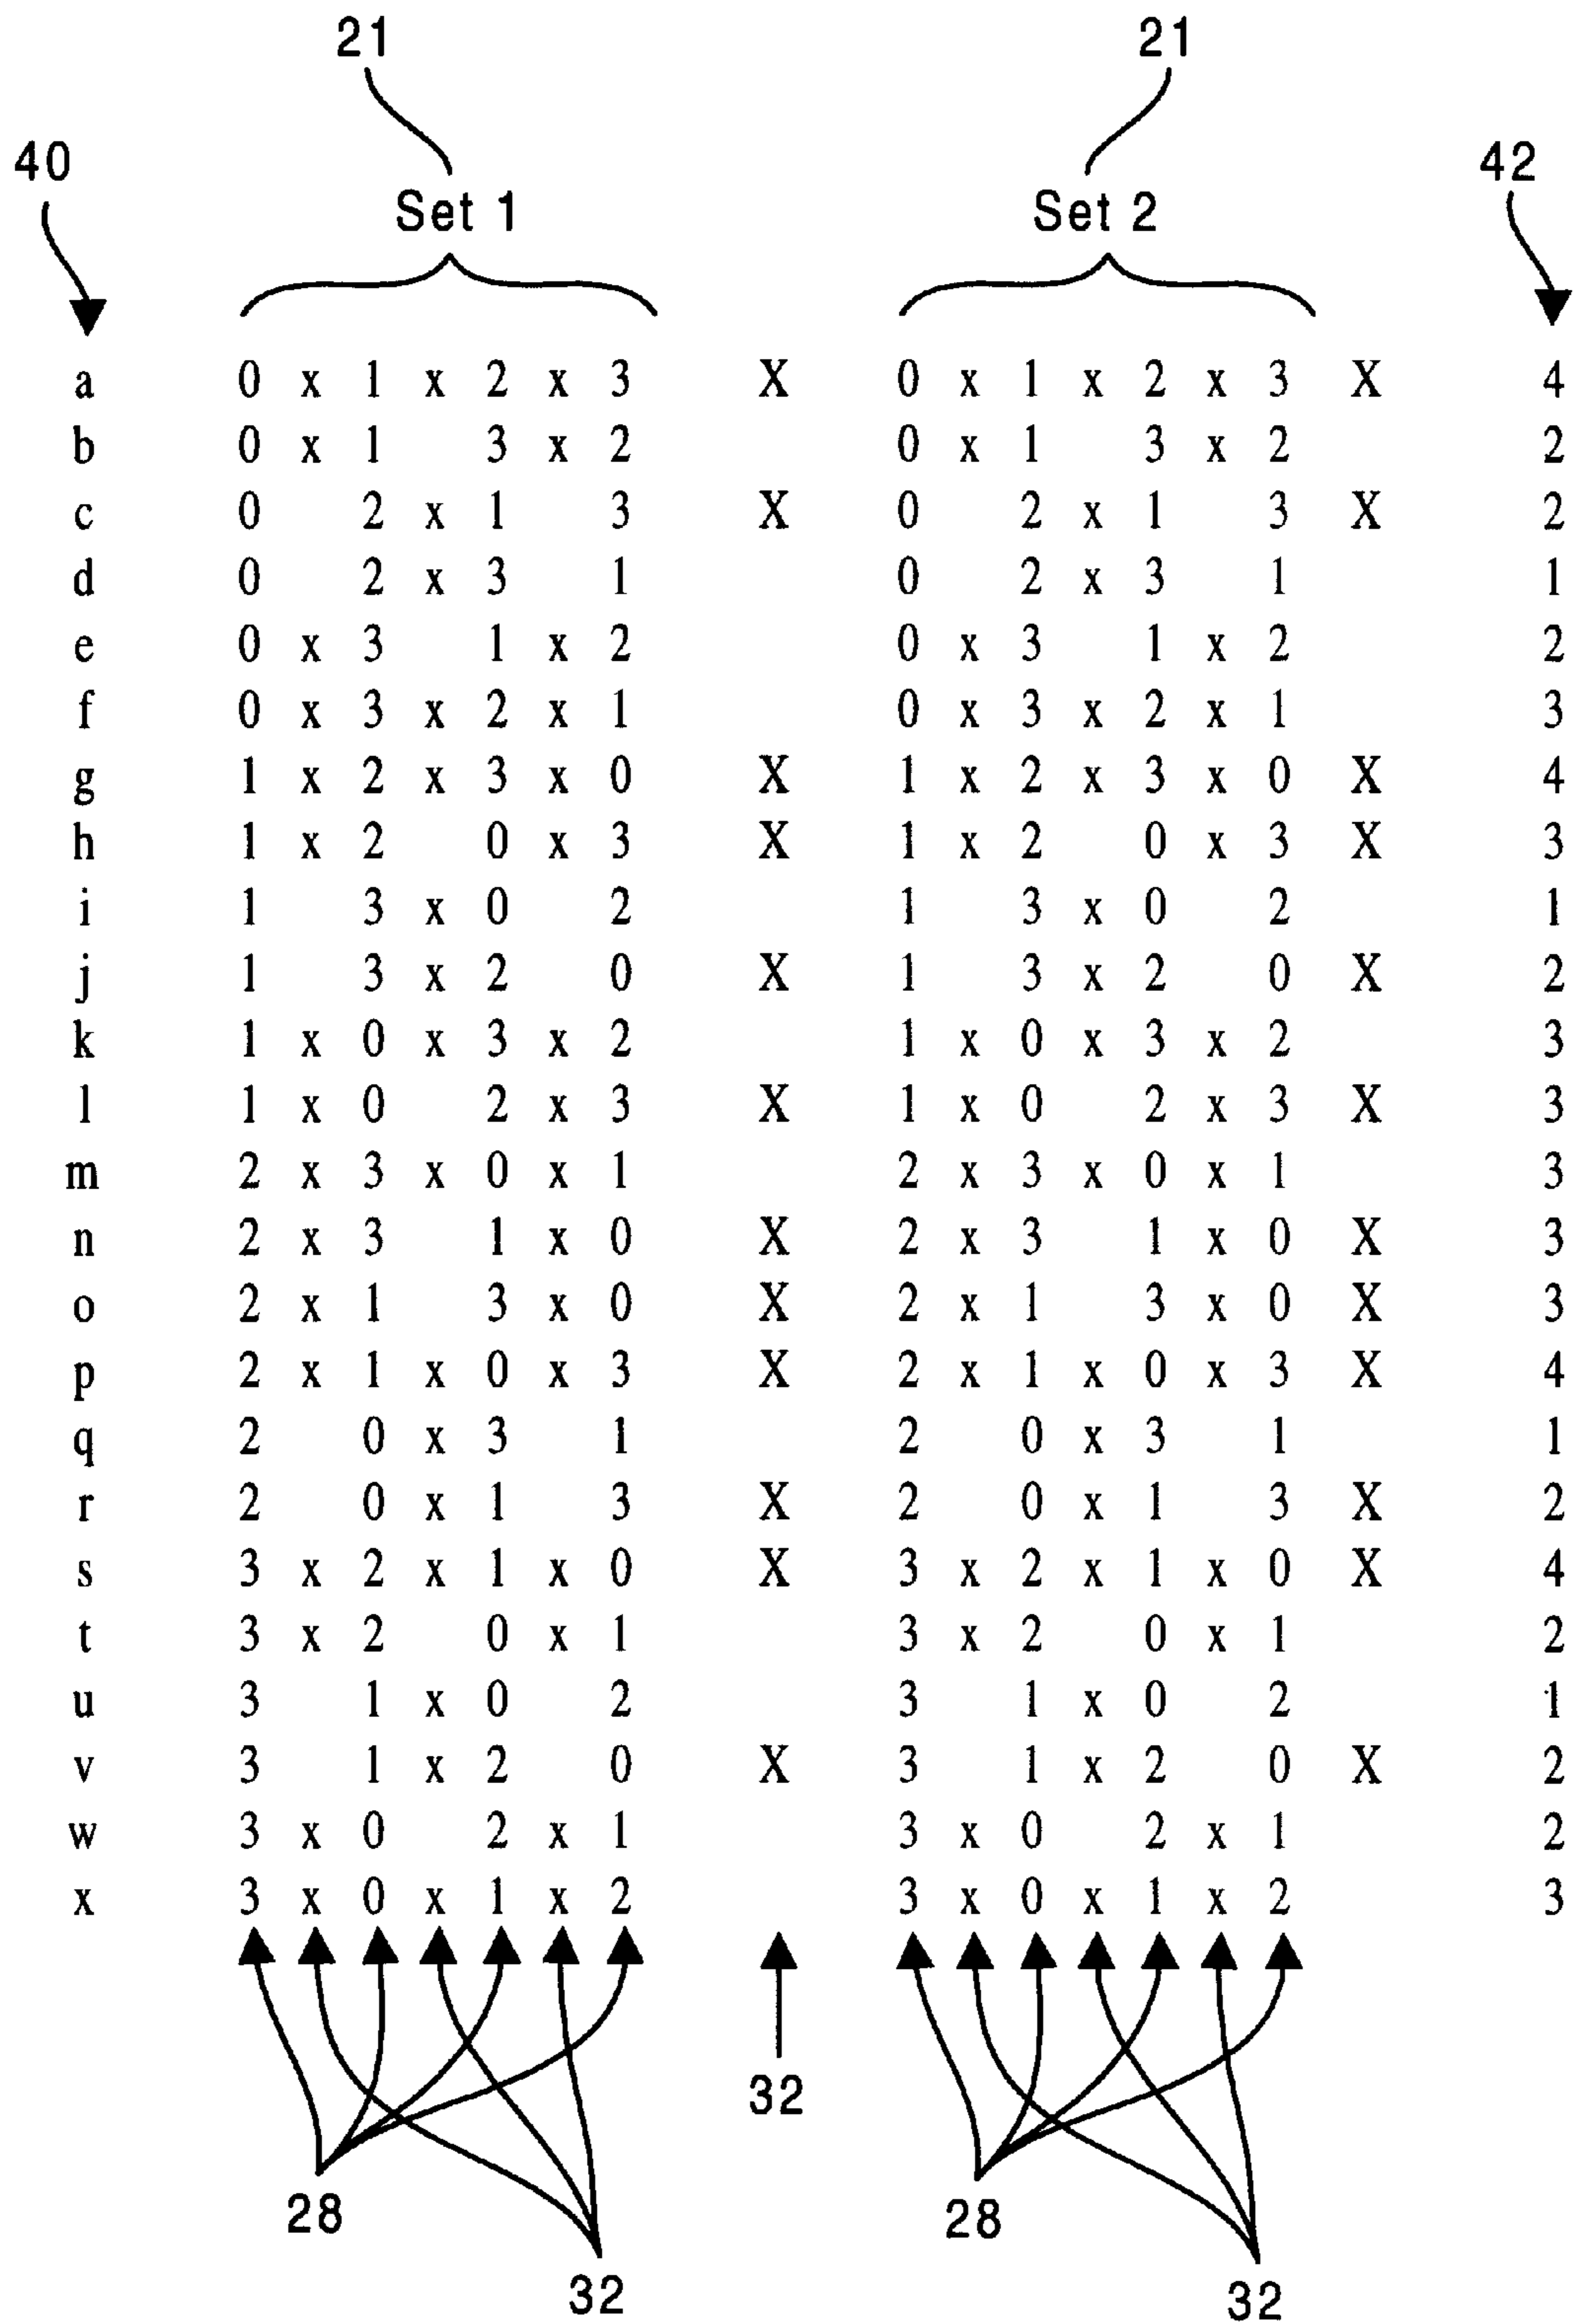 21 21
40 42
Set 1 Set 2
a 0 x 1 x 2 x 3 X 0 x 1 x 2 x 3 X 4
b 0 x 1 3 x 2 0 x 1 3 x 2 2
c 0 2 x 1 3 X 0 2 x 1 3 X 2
d 0 2 x 3 1 0 2 x 3 1 1
e 0 x 3 1 x 2 0 x 3 1 x 2 2
f 0 x 3 x 2 x 1 0 x 3 x 2 x 1 3
g 1 x 2 x 3 x 0 X 1 x 2 x 3 x 0 X 4
h 1 x 2 0 x 3 X 1 x 2 0 x 3 X 3
i 1 3 x 0 2 1 3 x 0 2 1
j 1 3 x 2 0 X 1 3 x 2 0 X 2
k 1 x 0 x 3 x 2 1 x 0 x 3 x 2 3
l 1 x 0 2 x 3 X 1 x 0 2 x 3 X 3
m 2 x 3 x 0 x 1 2 x 3 x 0 x 1 3
n 2 x 3 1 x 0 X 2 x 3 1 x 0 X 3
o 2 x 1 3 x 0 X 2 x 1 3 x 0 X 3
p 2 x 1 x 0 x 3 X 2 x 1 x 0 x 3 X 4
q 2 0 x 3 1 2 0 x 3 1 1
r 2 0 x 1 3 X 2 0 x 1 3 X 2
s 3 x 2 x 1 x 0 X 3 x 2 x 1 x 0 X 4
t 3 x 2 0 x 1 3 x 2 0 x 1 2
u 3 1 x 0 2 3 1 x 0 2 1
v 3 1 x 2 0 X 3 1 x 2 0 X 2
w 3 x 0 2 x 1 3 x 0 2 x 1 2
x 3 x 0 x 1 x 2 3 x 0 x 1 x 2 3
32
28 28
32 32